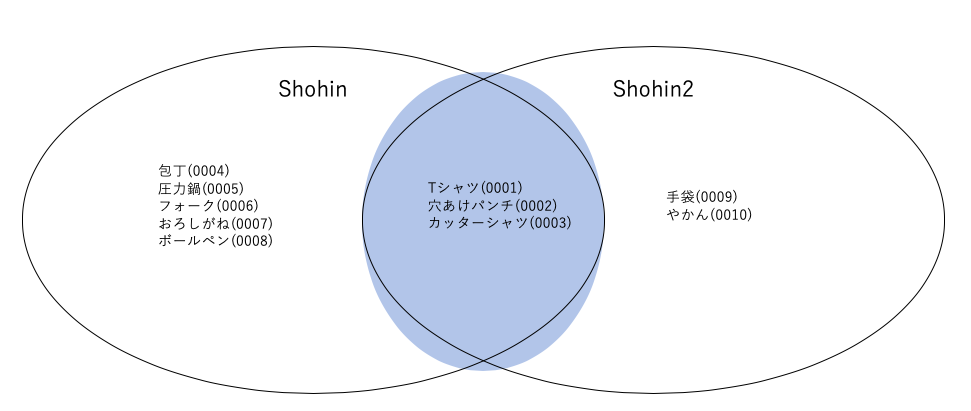 Shohin
Shohin2
包丁(0004)
圧力鍋(0005)
フォーク(0006)
おろしがね(0007)
ボールペン(0008)
Tシャツ(0001)
穴あけパンチ(0002)
カッターシャツ(0003)
手袋(0009)
やかん(0010)